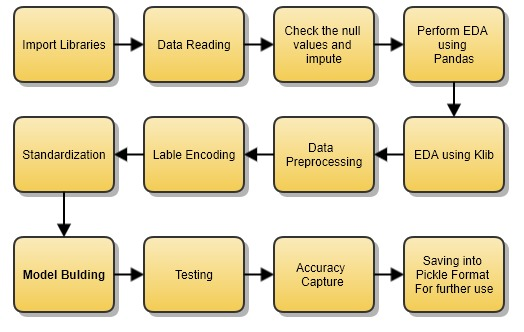 Import Libraries
Data Reading
Check the null
values and
impute
Perform EDA
using
Pandas
EDA using Klib
Data
Preprocessing
Lable Encoding
Standardization
Model Bulding
Testing
Accuracy
Capture
Saving into
Pickle Format
For further use